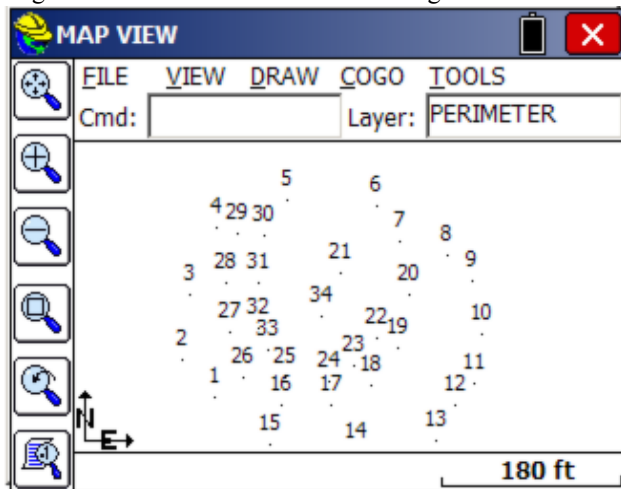 MAP VIEW
FILE VIEW DRAW COGO TOOLS
Cmd: Layer: PERIMETER
5 6
4 29 30 7
8
28 31 21 9
3 20
34
27 32 22 19 10
2 33
23
26 25 24 18 11
1 16 17 12
N
15 14 13
E
180 ft